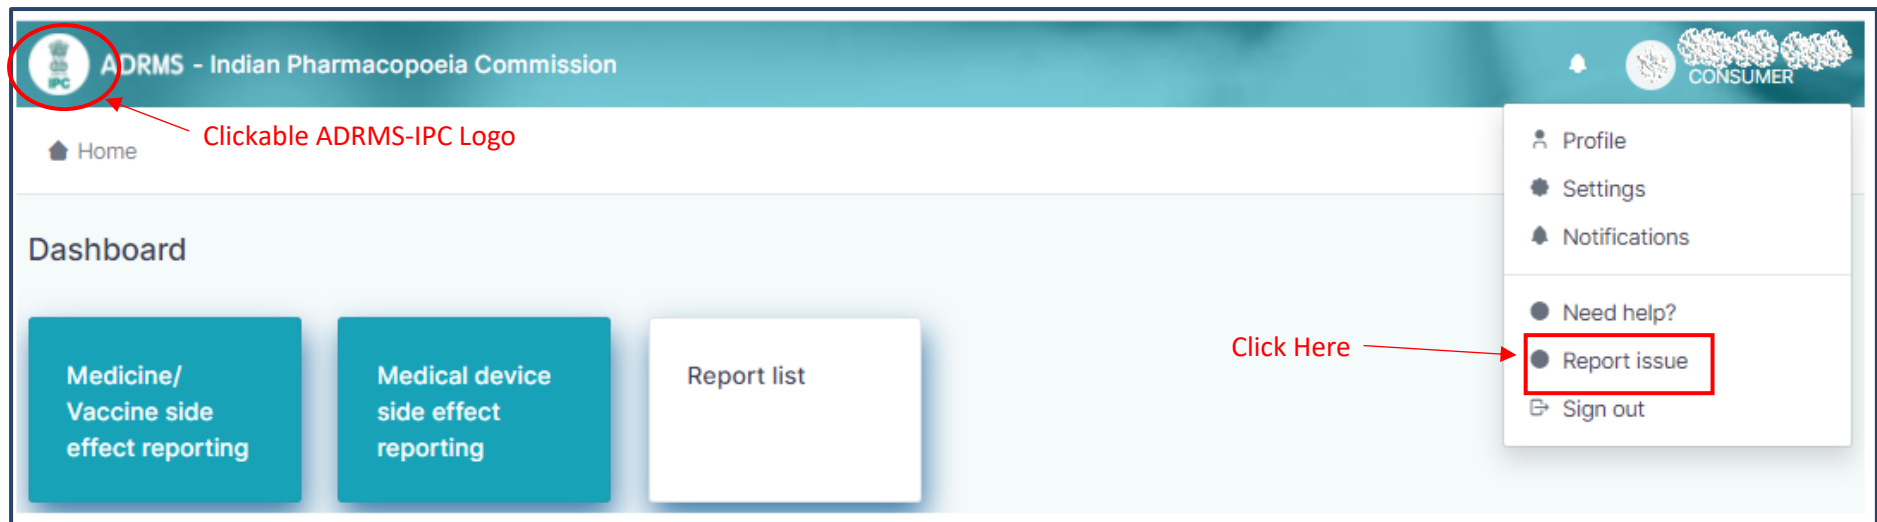 IPC
ADRMS - Indian Pharmacopoeia Commission
CONSUMER
Clickable ADRMS-IPC Logo
Home
Profile
Settings
Notifications
Dashboard
Need help?
Click Here
Report issue
Sign out
Medicine/
Vaccine side
effect reporting
Medical device
side effect
reporting
Report list